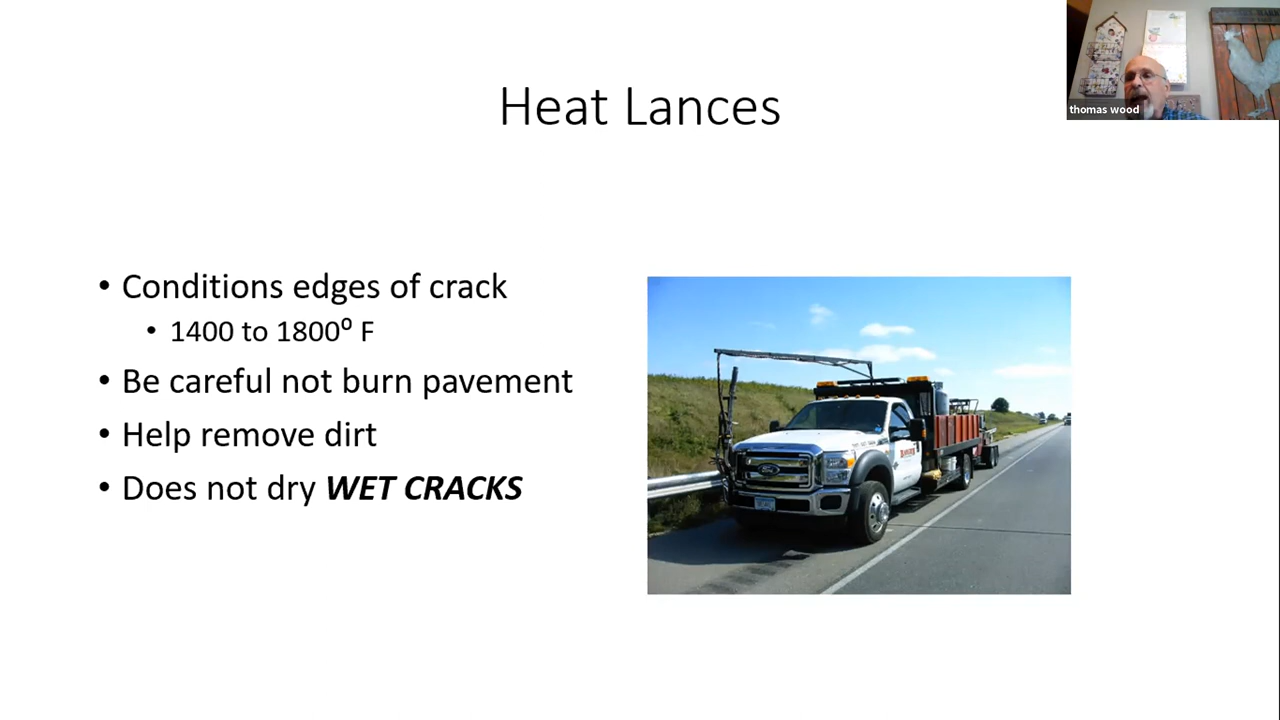 Heat Lances
thomas wood
• Conditions edges of crack
• 1400 to 1800⁰ F
• Be careful not burn pavement
• Help remove dirt
• Does not dry WET CRACKS